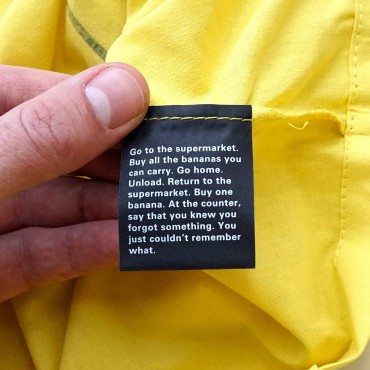 Go to the supermarket.
Buy all the bananas you
can carry. Go home.
Unload. Return to the
supermarket. Buy one
banana. At the counter,
say that you knew you
forgot something. You
just couldn't remember
what.